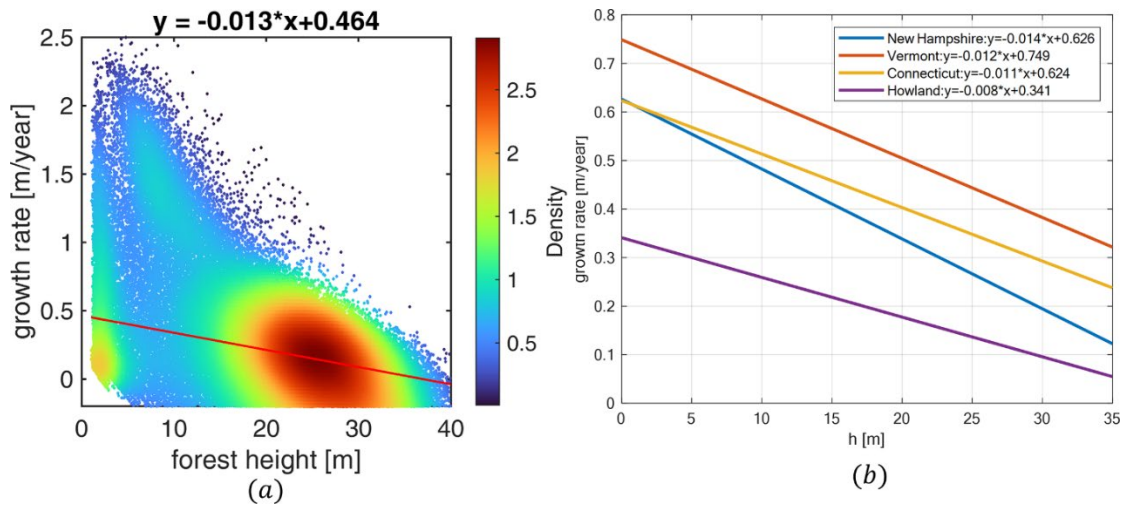 y = -0.013*x+0.464
2.5
2
1.5
1
0.5
0
growth rate [m/year]
0
10
20
30
40
forest height [m]
2.5
2
1.5
1
0.5
Density
(a)
0.8
0.7
0.6
0.5
0.4
0.3
0.2
0.1
0
grown rate [m/year]
New Hampshire:y=-0.014*x+0.626
Vermont:y=-0.012*x+0.749
Connecticut:y=-0.011*x+0.624
Howland:y=-0.008*x+0.341
0
5
10
15
20
25
30
35
h [m]
(b)